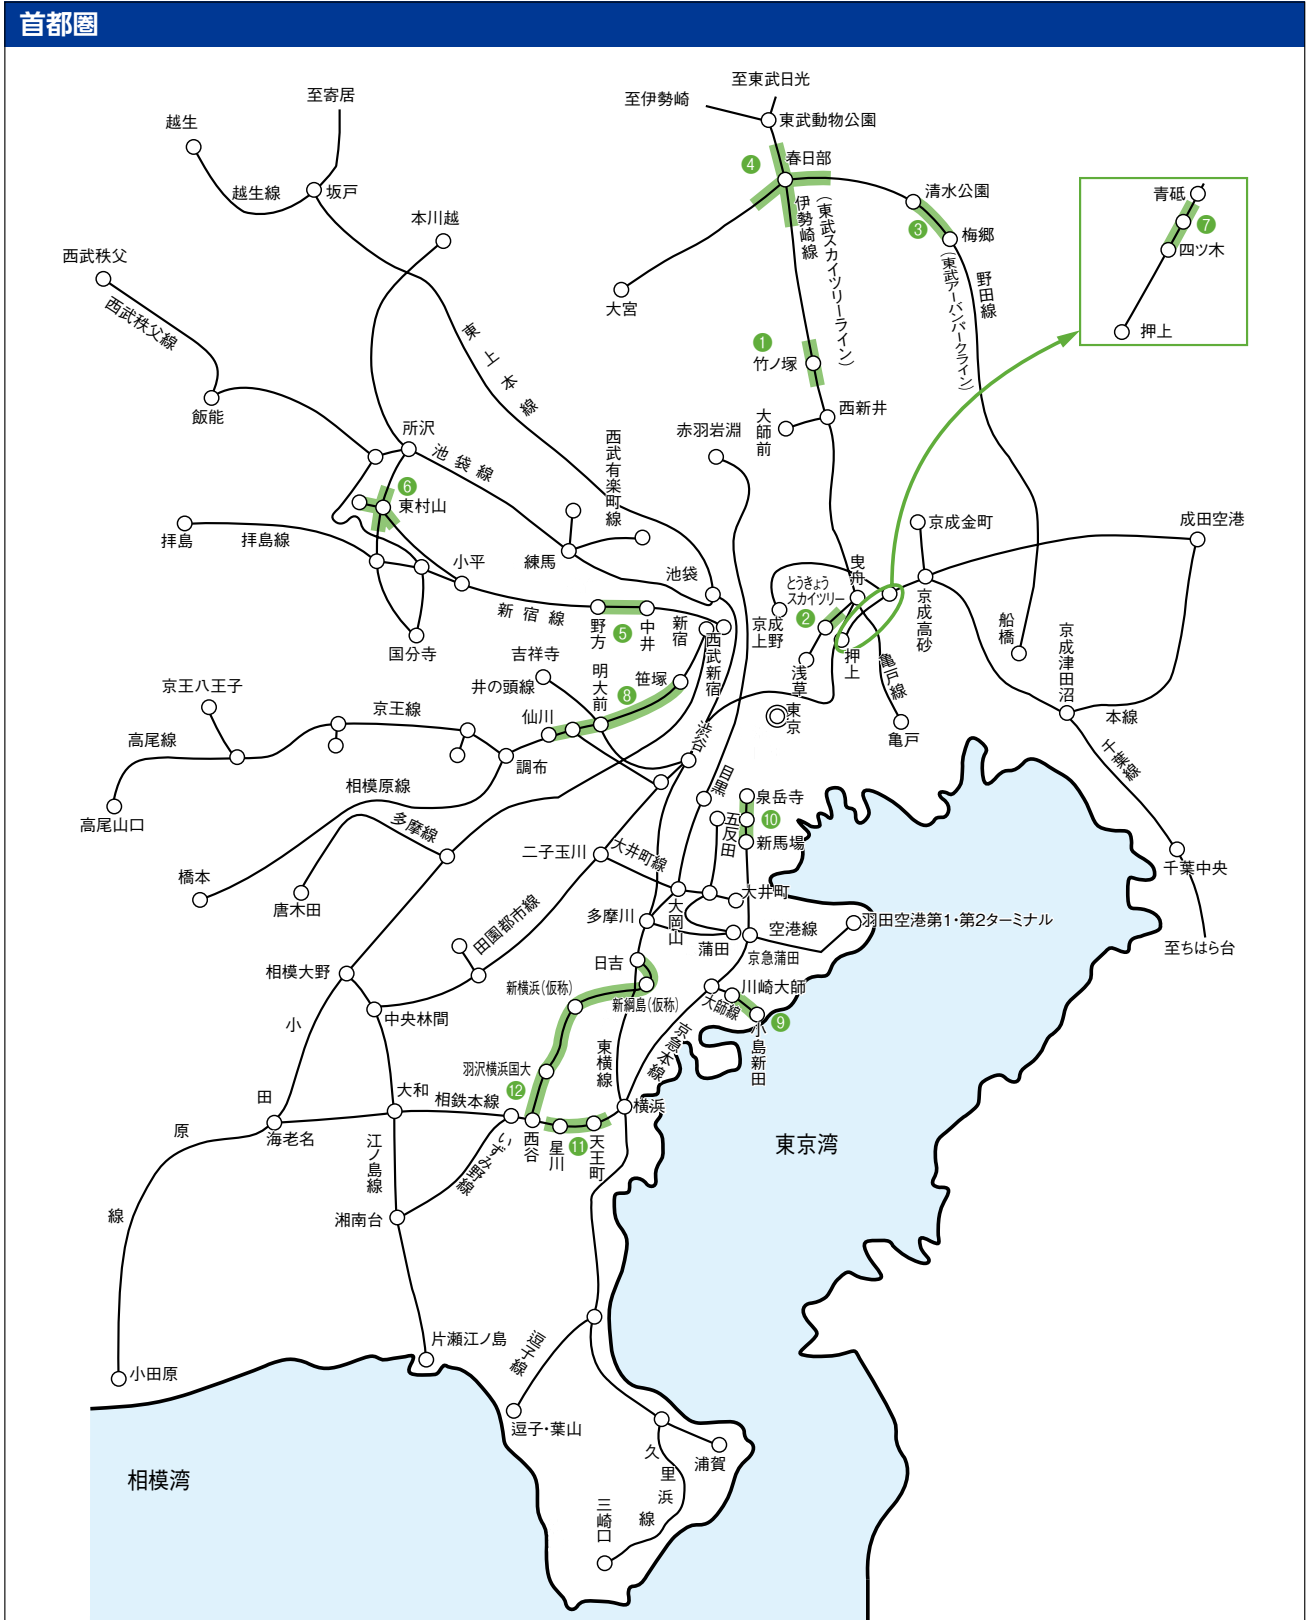 首都圏
至東武日光
至伊勢崎
至寄居
東武動物公園
越生
④
春日部
越生線
坂戸
清水公園
青砥
⑦
四ツ木
押上
伊勢崎線
(東武スカイツリーライン)
③
梅郷
本川越
西武秩父
西武秩父線
大宮
野田線
(東武アーバンパークライン)
東上本線
①
竹ノ塚
飯能
所沢
池袋線
西武有楽町線
赤羽岩淵
大師前
西新井
⑥
東村山
拝島
拝島線
小平
練馬
池袋
曳舟
京成金町
成田空港
とうきょう
スカイツリー
②
新宿線
野方
⑤
中井
新宿
西武新宿
京成上野
浅草
押上
亀戸線
京成高砂
船橋
京成津田沼
国分寺
吉祥寺
井の頭線
明大前
笹塚
⑧
東京
亀戸
本線
千葉線
京王八王子
京王線
仙川
渋谷
高尾線
調布
相模原線
目黒
泉岳寺
⑩
五反田
新馬場
高尾山口
多摩線
二子玉川
大井町線
千葉中央
橋本
唐木田
大岡山
大井町
多摩川
田園都市線
蒲田
空港線
羽田空港第1・第2ターミナル
京急蒲田
至ちはら台
相模大野
日吉
新横浜(仮称)
新綱島(仮称)
川崎大師
大師線
⑨
小島新田
中央林間
東横線
京急本線
羽沢横浜国大
⑫
小田原線
大和
相鉄本線
横浜
海老名
西谷
星川
⑪
天王町
東京湾
江ノ島線
いずみ野線
湘南台
片瀬江ノ島
逗子線
小田原
逗子・葉山
浦賀
久里浜線
相模湾
三崎口